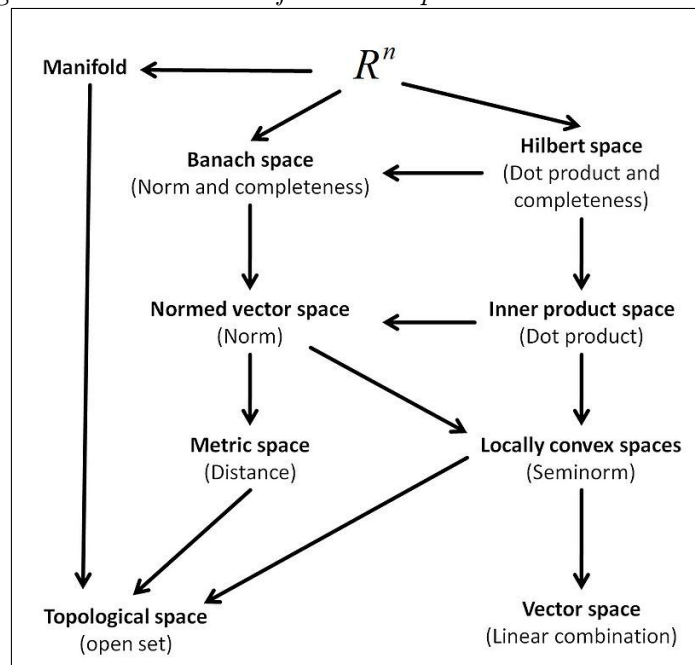 Manifold
Rⁿ
Banach space
(Norm and completeness)
Hilbert space
(Dot product and
completeness)
Normed vector space
(Norm)
Inner product space
(Dot product)
Metric space
(Distance)
Locally convex spaces
(Seminorm)
Topological space
(open set)
Vector space
(Linear combination)